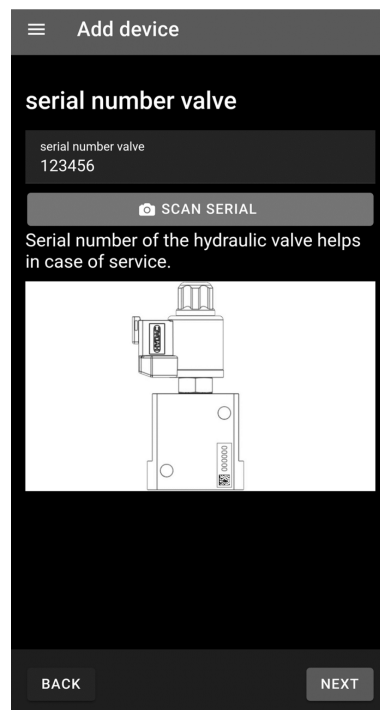 Add device
serial number valve
serial number valve
123456
SCAN SERIAL
Serial number of the hydraulic valve helps
in case of service.
HYDAC
000000
BACK
NEXT